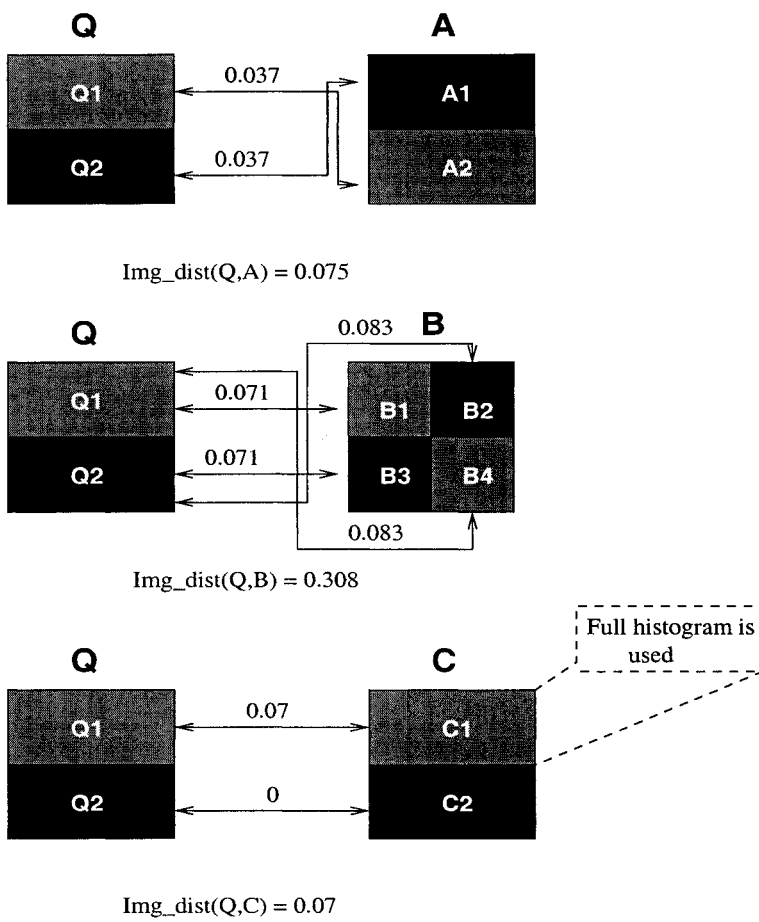 Q A
Q1 0.037 A1
Q2 0.037 A2
Img_dist(Q,A) = 0.075
Q 0.083 B
Q1 0.071 B1 B2
Q2 0.071 B3 B4
0.083
Img_dist(Q,B) = 0.308
Full histogram is
used
Q C
Q1 0.07 C1
Q2 0 C2
Img_dist(Q,C) = 0.07